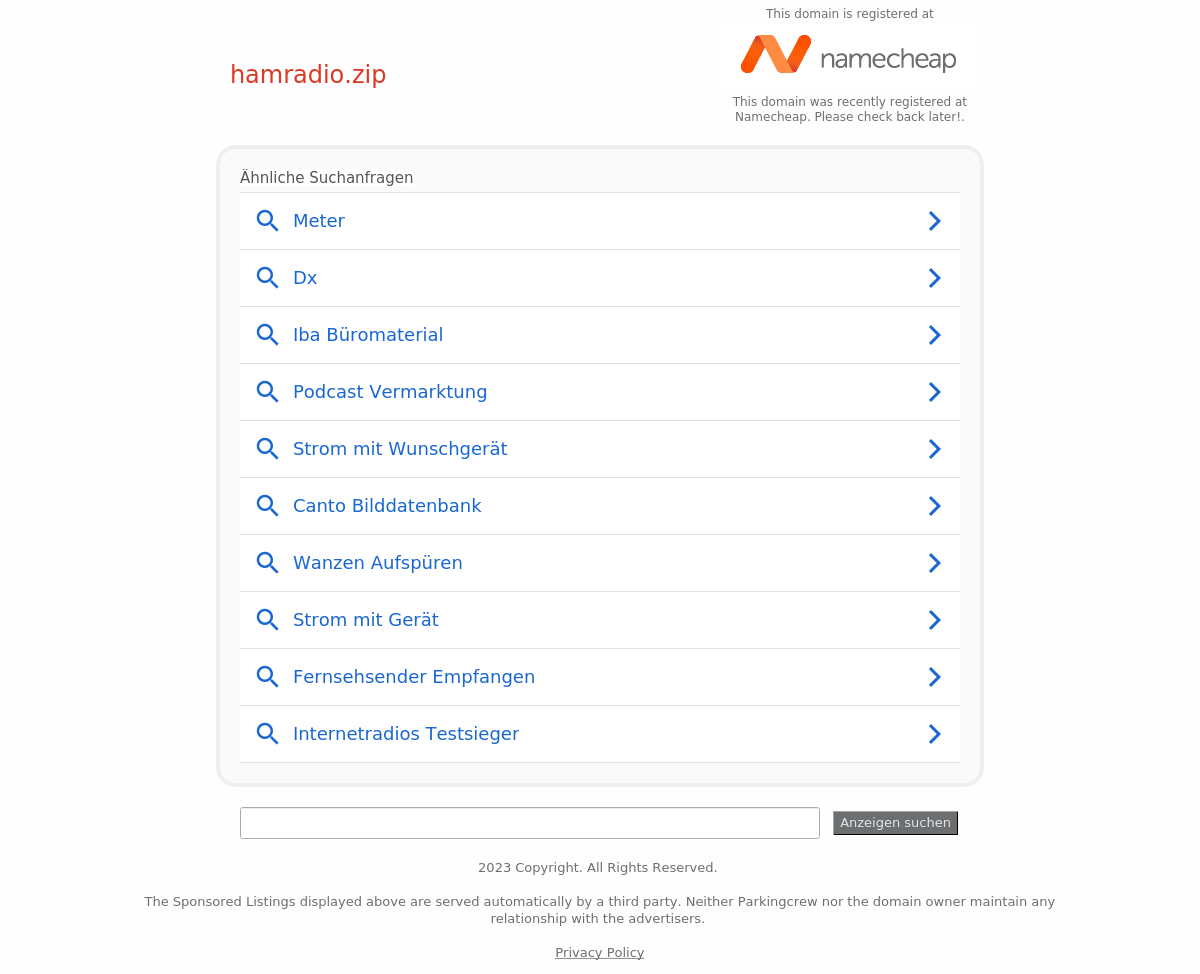 This domain is registered at
namecheap
hamradio.zip
This domain was recently registered at
Namecheap. Please check back later!.
Ähnliche Suchanfragen
Meter
Dx
Iba Büromaterial
Podcast Vermarktung
Strom mit Wunschgerät
Canto Bilddatenbank
Wanzen Aufspüren
Strom mit Gerät
Fernsehsender Empfangen
Internetradios Testsieger
Anzeigen suchen
2023 Copyright. All Rights Reserved.
The Sponsored Listings displayed above are served automatically by a third party. Neither Parkingcrew nor the domain owner maintain any
relationship with the advertisers.
Privacy Policy